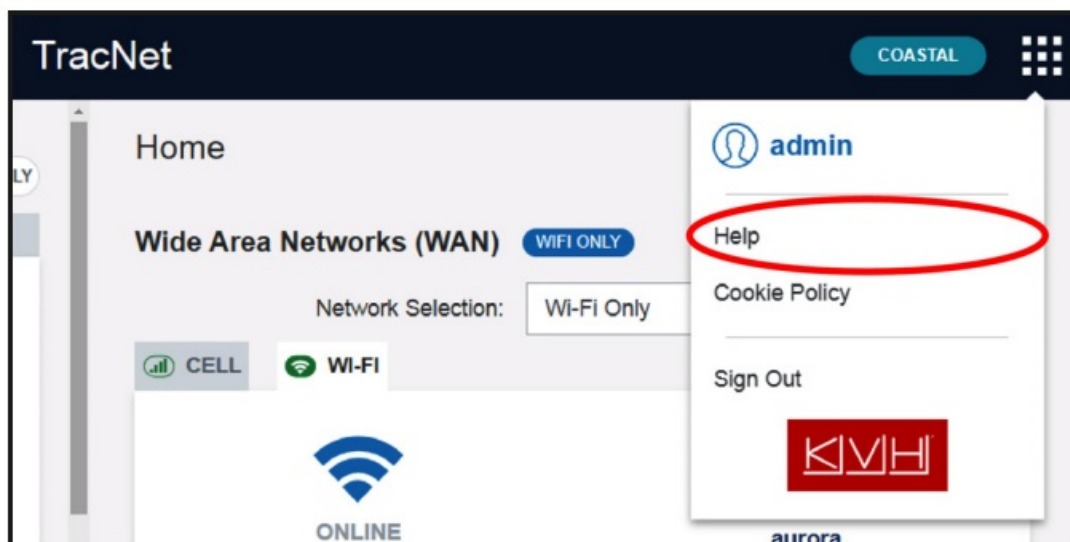 TracNet
COASTAL
LY
Home
admin
Wide Area Networks (WAN) WIFI ONLY
Help
Network Selection: Wi-Fi Only
Cookie Policy
CELL WI-FI
Sign Out
KVH
ONLINE
aurora